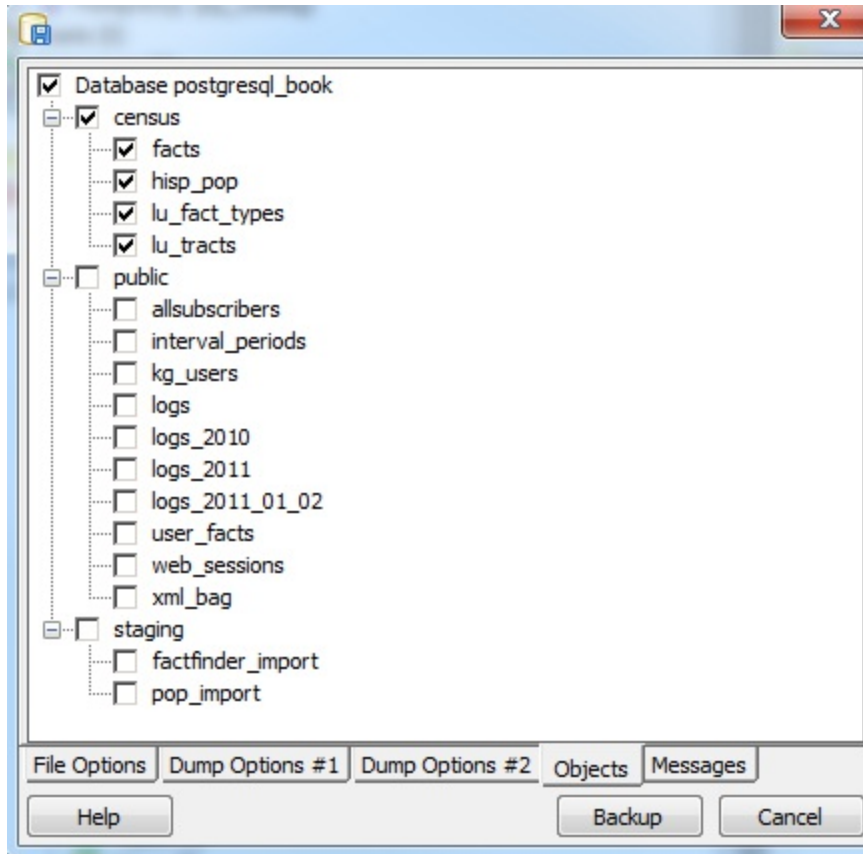 Database postgresql_book
census
facts
hisp_pop
lu_fact_types
lu_tracts
public
allsubscribers
interval_periods
kg_users
logs
logs_2010
logs_2011
logs_2011_01_02
user_facts
web_sessions
xml_bag
staging
factfinder_import
pop_import
File Options Dump Options #1 Dump Options #2 Objects Messages
Help Backup Cancel